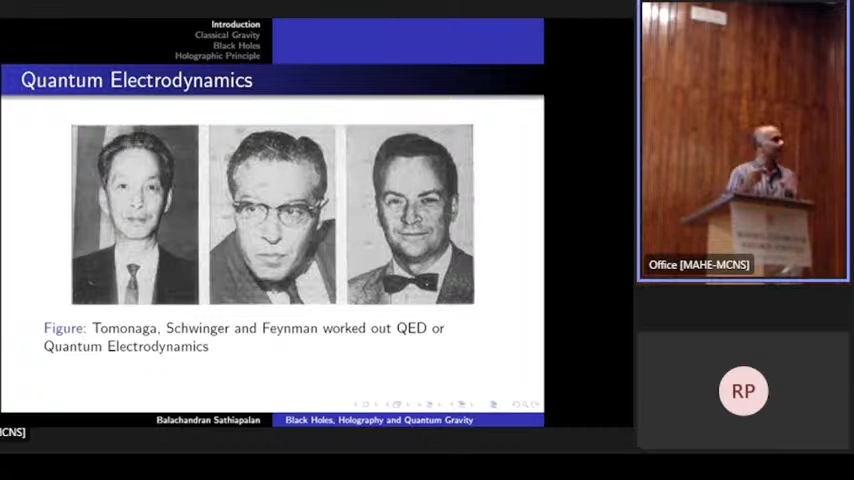 Introduction
Classical Gravity
Black Holes
Holographic Principle
Quantum Electrodynamics
Figure: Tomonaga, Schwinger and Feynman worked out QED or
Quantum Electrodynamics
Balachandran Sathiapalan
Black Holes, Holography and Quantum Gravity
MCNS]
Office [MAHE-MCNS]
RP